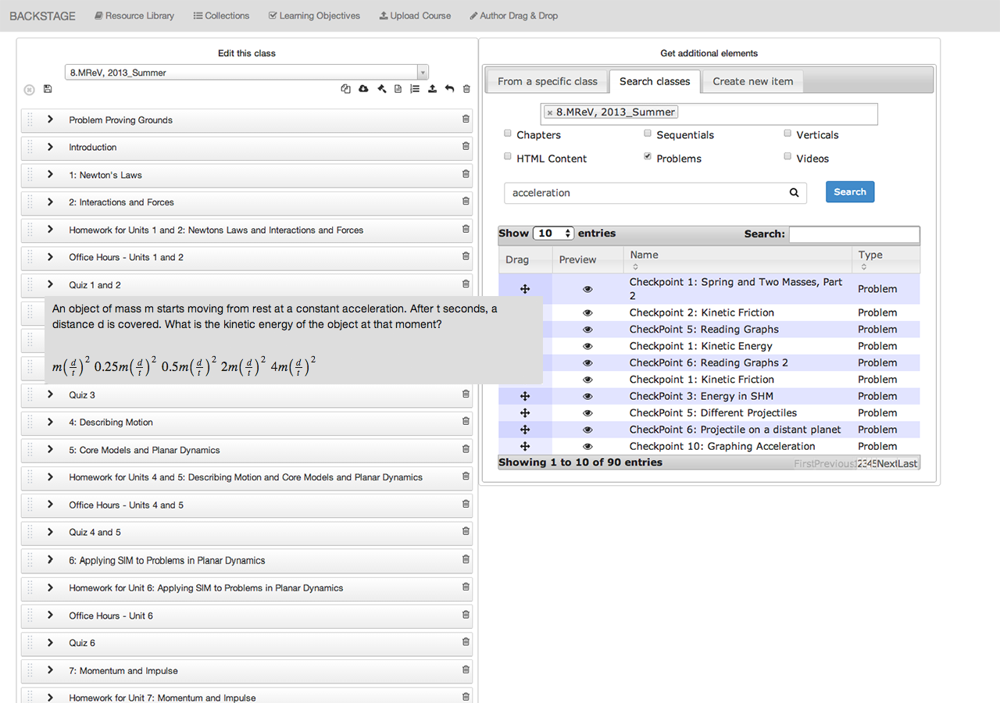 BACKSTAGE Resource Library Collections Learning Objectives Upload Course Author Drag & Drop
Edit this class
8.MReV, 2013_Summer
Problem Proving Grounds
Introduction
1: Newton's Laws
2: Interactions and Forces
Homework for Units 1 and 2: Newtons Laws and Interactions and Forces
Office Hours - Units 1 and 2
Quiz 1 and 2
An object of mass m starts moving from rest at a constant acceleration. After t seconds, a
distance d is covered. What is the kinetic energy of the object at that moment?
m(d/t)^2 0.25m(d/t)^2 0.5m(d/t)^2 2m(d/t)^2 4m(d/t)^2
Quiz 3
4: Describing Motion
5: Core Models and Planar Dynamics
Homework for Units 4 and 5: Describing Motion and Core Models and Planar Dynamics
Office Hours - Units 4 and 5
Quiz 4 and 5
6: Applying SIM to Problems in Planar Dynamics
Homework for Unit 6: Applying SIM to Problems in Planar Dynamics
Office Hours - Unit 6
Quiz 6
7: Momentum and Impulse
Homework for Unit 7: Momentum and Impulse
Get additional elements
From a specific class Search classes Create new item
× 8.MReV, 2013_Summer
Chapters Sequentials Verticals
HTML Content Problems Videos
acceleration Search
Show 10 entries Search:
Drag Preview Name Type
Checkpoint 1: Spring and Two Masses, Part
2 Problem
Checkpoint 2: Kinetic Friction Problem
CheckPoint 5: Reading Graphs Problem
Checkpoint 1: Kinetic Energy Problem
Checkpoint 6: Reading Graphs 2 Problem
Checkpoint 1: Kinetic Friction Problem
CheckPoint 3: Energy in SHM Problem
CheckPoint 5: Different Projectiles Problem
CheckPoint 6: Projectile on a distant planet Problem
Checkpoint 10: Graphing Acceleration Problem
Showing 1 to 10 of 90 entries FirstPrevious12345NextLast